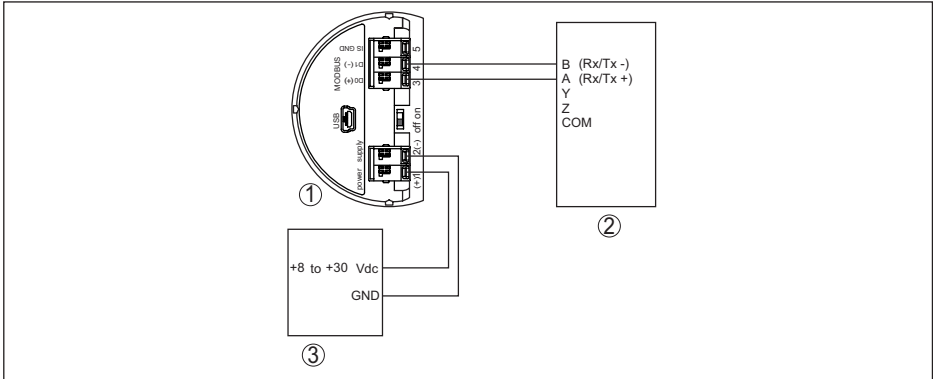 IS GND
D1 (-)
D0 (+)
MODBUS
USB
power supply
5
4
3
off on
2(-)
(+)1
①
B (Rx/Tx -)
A (Rx/Tx +)
Y
Z
COM
②
+8 to +30 Vdc
GND
③